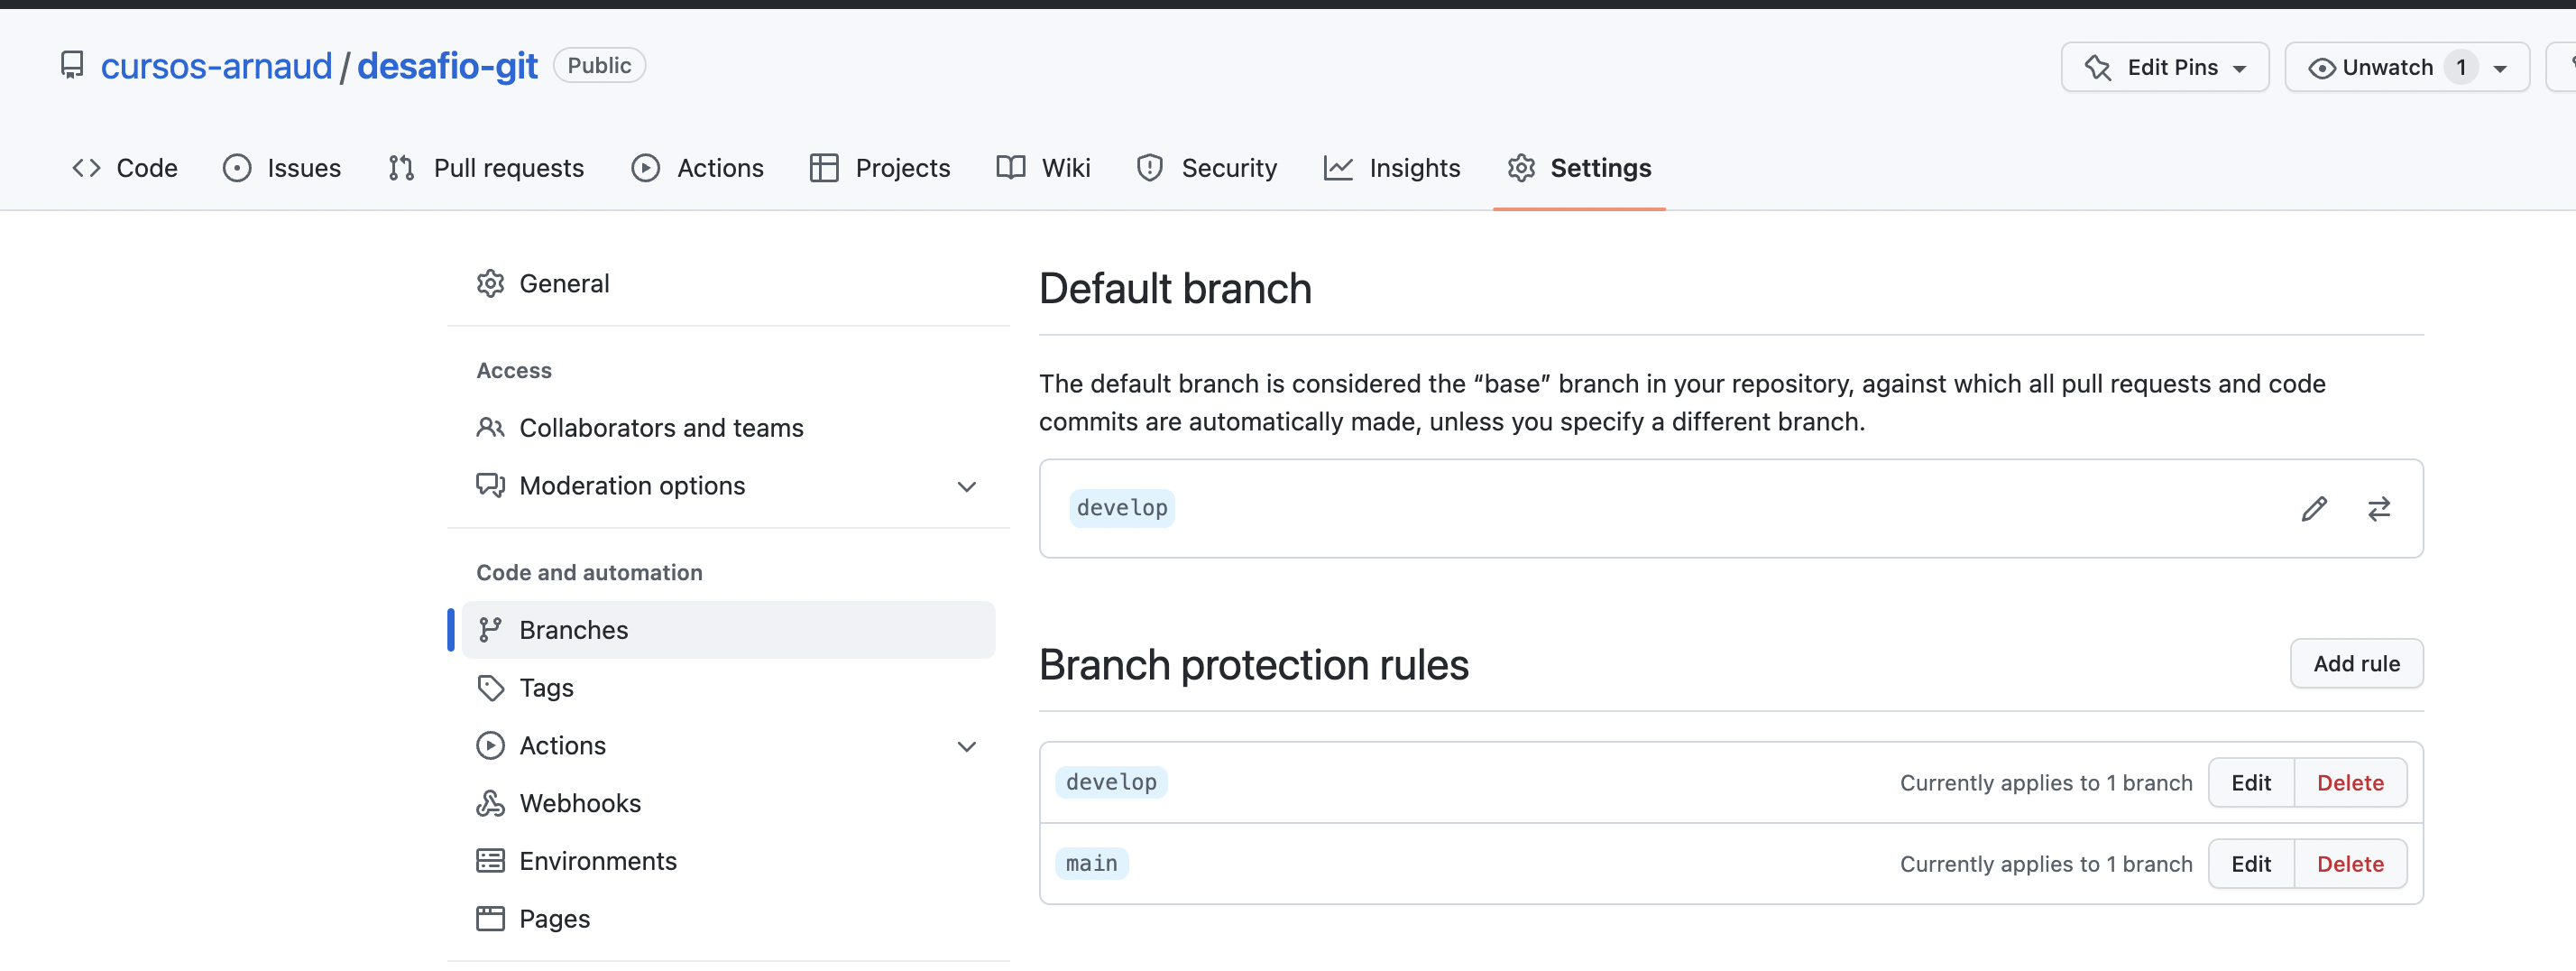 cursos-arnaud / desafio-git Public
Edit Pins
Unwatch 1
Code Issues Pull requests Actions Projects Wiki Security Insights Settings
General
Access
Collaborators and teams
Moderation options
Code and automation
Branches
Tags
Actions
Webhooks
Environments
Pages
Default branch
The default branch is considered the “base” branch in your repository, against which all pull requests and code
commits are automatically made, unless you specify a different branch.
develop
Branch protection rules Add rule
develop Currently applies to 1 branch Edit Delete
main Currently applies to 1 branch Edit Delete